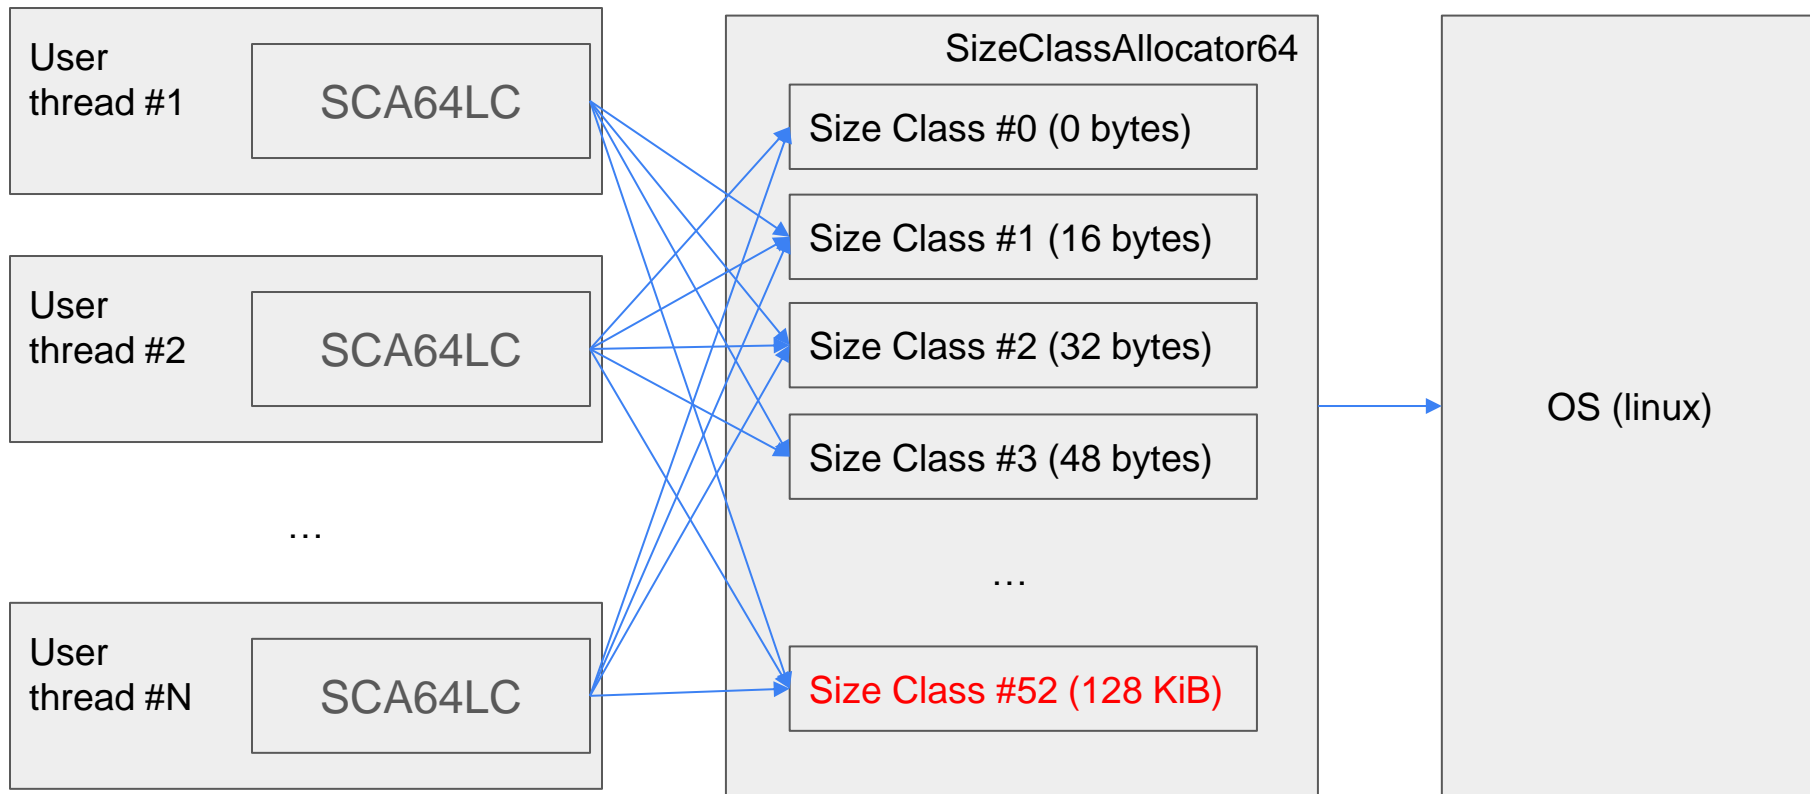 User
thread #1
SCA64LC
User
thread #2
SCA64LC
...
User
thread #N
SCA64LC
SizeClassAllocator64
Size Class #0 (0 bytes)
Size Class #1 (16 bytes)
Size Class #2 (32 bytes)
Size Class #3 (48 bytes)
...
Size Class #52 (128 KiB)
OS (linux)